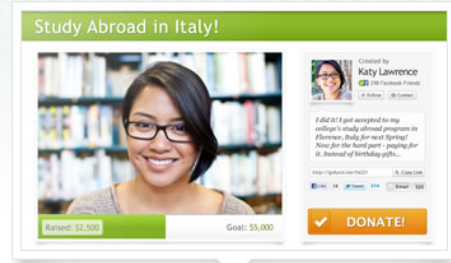 Study Abroad in Italy!
Created by
Katy Lawrence
298 Facebook Friends
Follow
Contact
I did it! I got accepted to my
college's study abroad program in
Florence, Italy for next Spring!
Now for the hard part - paying for
it. Instead of birthday gifts...
Copy Link
Like
Tweet
Email
Raised: $2,500
Goal: $5,000
DONATE!